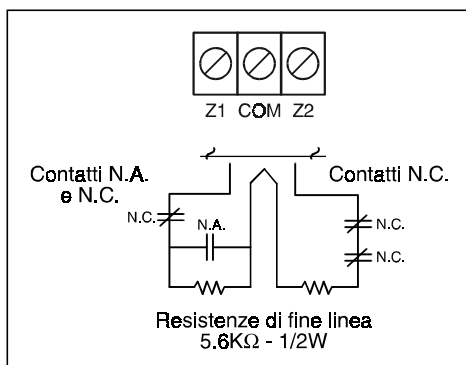 Z1 COM Z2
Contatti N.A.
e N.C.
Contatti N.C.
N.C.
N.A.
N.C.
N.C.
Resistenze di fine linea
5.6KΩ - 1/2W